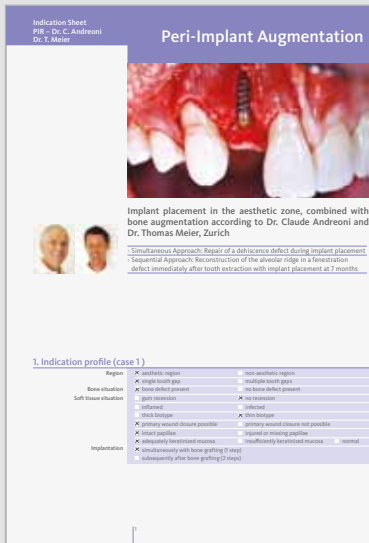 Indication Sheet
PIR – Dr. C. Andreoni
Dr. T. Meier
Peri-Implant Augmentation
Implant placement in the aesthetic zone, combined with
bone augmentation according to Dr. Claude Andreoni and
Dr. Thomas Meier, Zurich
- Simultaneous Approach: Repair of a dehiscence defect during implant placement
- Sequential Approach: Reconstruction of the alveolar ridge in a fenestration
defect immediately after tooth extraction with implant placement at 7 months
1. Indication profile (case 1 )
Region x aesthetic region non-aesthetic region
x single tooth gap multiple tooth gaps
Bone situation x bone defect present no bone defect present
Soft tissue situation gum recession x no recession
inflamed infected
thick biotype x thin biotype
x primary wound closure possible primary wound closure not possible
x intact papillae injured or missing papillae
x adequately keratinized mucosa insufficiently keratinized mucosa normal
Implantation x simultaneously with bone grafting (1 step)
subsequently after bone grafting (2 steps)
1